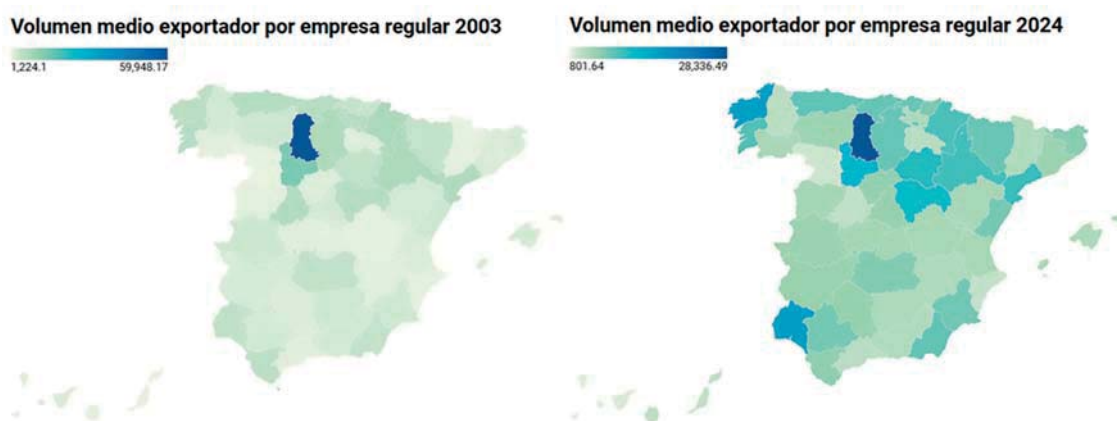 Volumen medio exportador por empresa regular 2003
1,224.1 59,948.17
Volumen medio exportador por empresa regular 2024
801.64 28,336.49